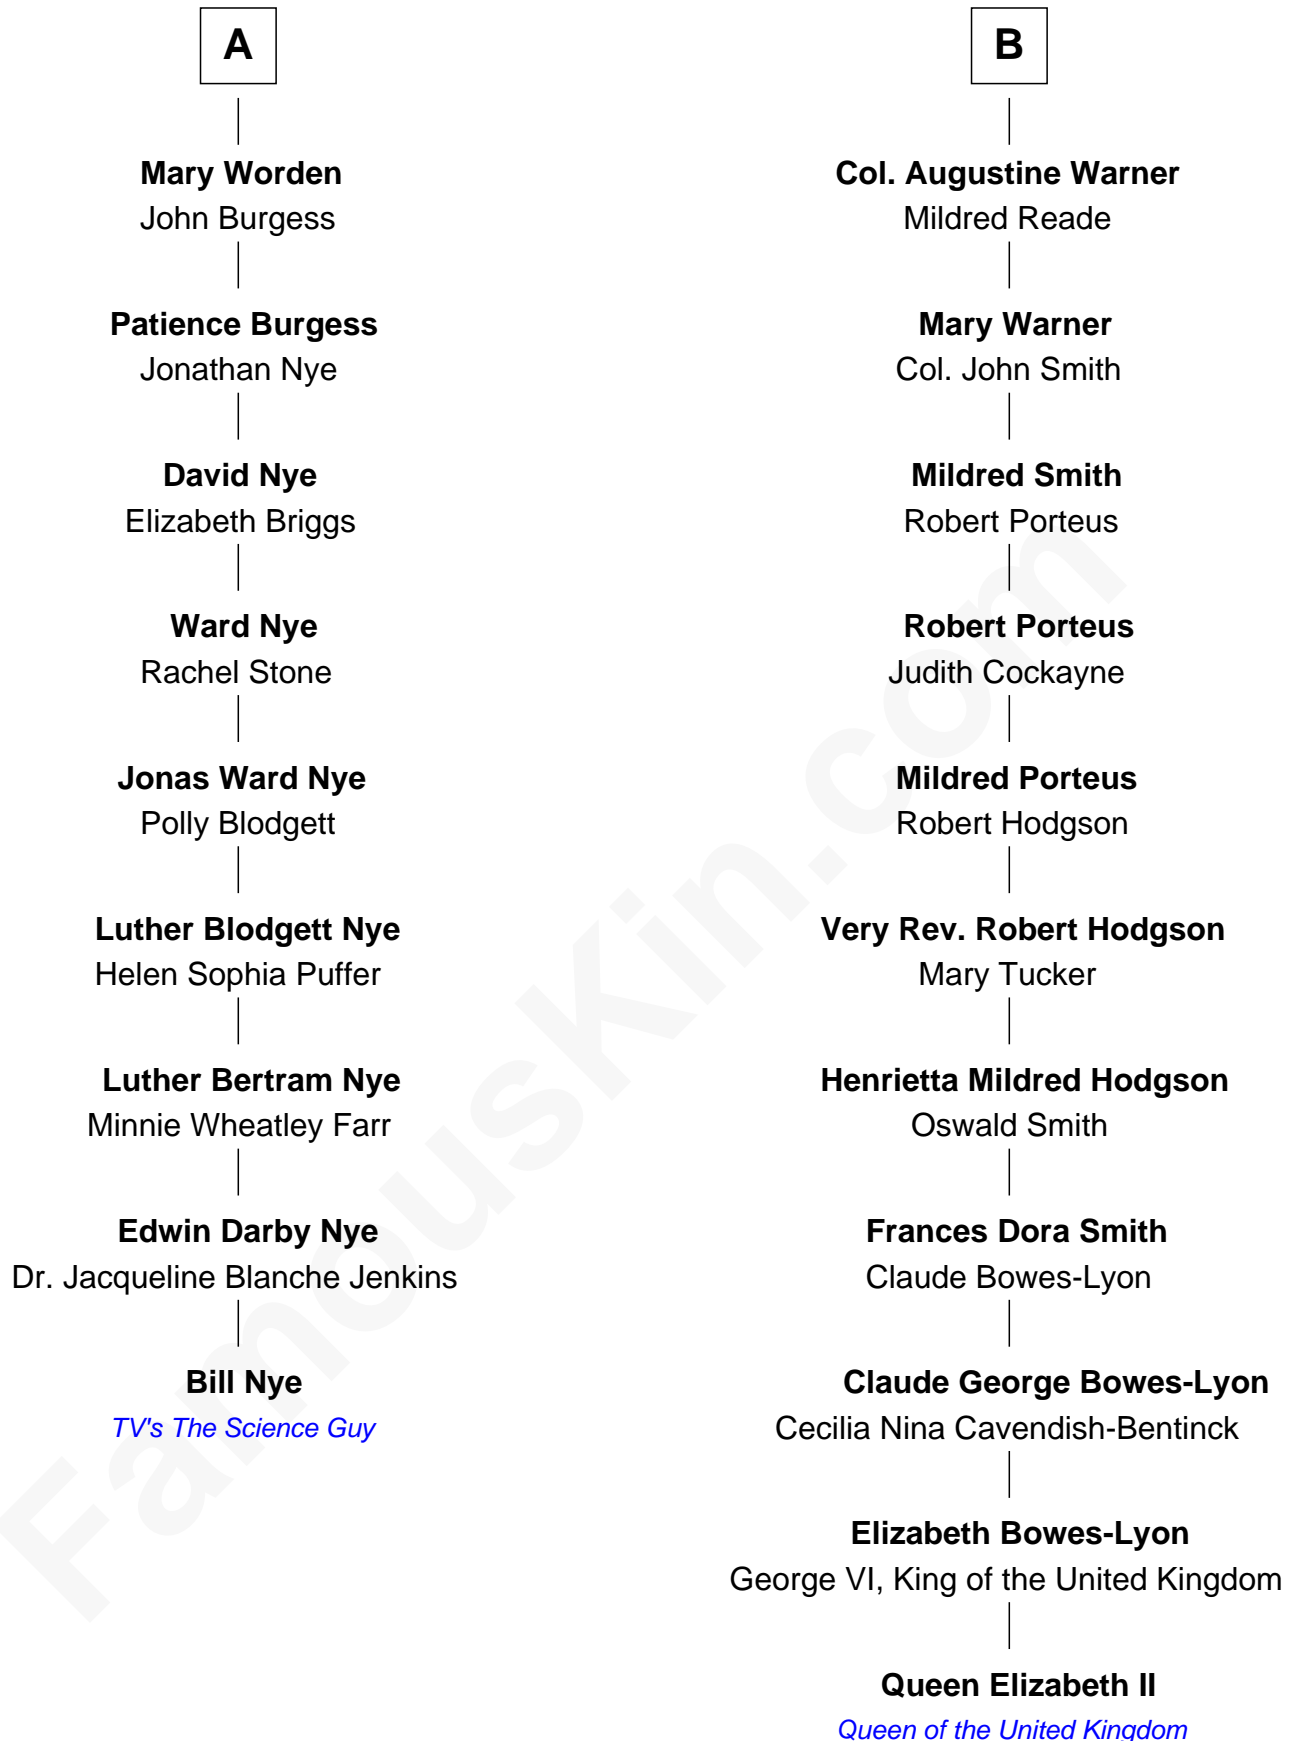 A
Mary Worden
John Burgess
Patience Burgess
Jonathan Nye
David Nye
Elizabeth Briggs
Ward Nye
Rachel Stone
Jonas Ward Nye
Polly Blodgett
Luther Blodgett Nye
Helen Sophia Puffer
Luther Bertram Nye
Minnie Wheatley Farr
Edwin Darby Nye
Dr. Jacqueline Blanche Jenkins
Bill Nye
TV's The Science Guy
B
Col. Augustine Warner
Mildred Reade
Mary Warner
Col. John Smith
Mildred Smith
Robert Porteus
Robert Porteus
Judith Cockayne
Mildred Porteus
Robert Hodgson
Very Rev. Robert Hodgson
Mary Tucker
Henrietta Mildred Hodgson
Oswald Smith
Frances Dora Smith
Claude Bowes-Lyon
Claude George Bowes-Lyon
Cecilia Nina Cavendish-Bentinck
Elizabeth Bowes-Lyon
George VI, King of the United Kingdom
Queen Elizabeth II
Queen of the United Kingdom
FamousKin.com